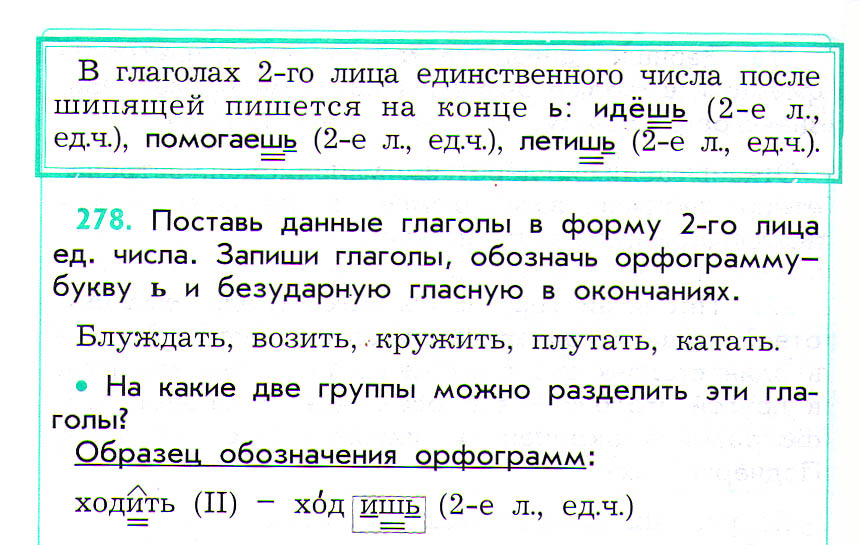 В глаголах 2-го лица единственного числа после
шипящей пишется на конце ь: идёшь (2-е л.,
ед.ч.), помогаешь (2-е л., ед.ч.), летишь (2-е л., ед.ч.).
278. Поставь данные глаголы в форму 2-го лица
ед. числа. Запиши глаголы, обозначь орфограмму–
букву ь и безударную гласную в окончаниях.
Блуждать, возить, кружить, плутать, катать.
• На какие две группы можно разделить эти гла-
голы?
Образец обозначения орфограмм:
ходить (II) – хо́д ишь (2-е л., ед.ч.)